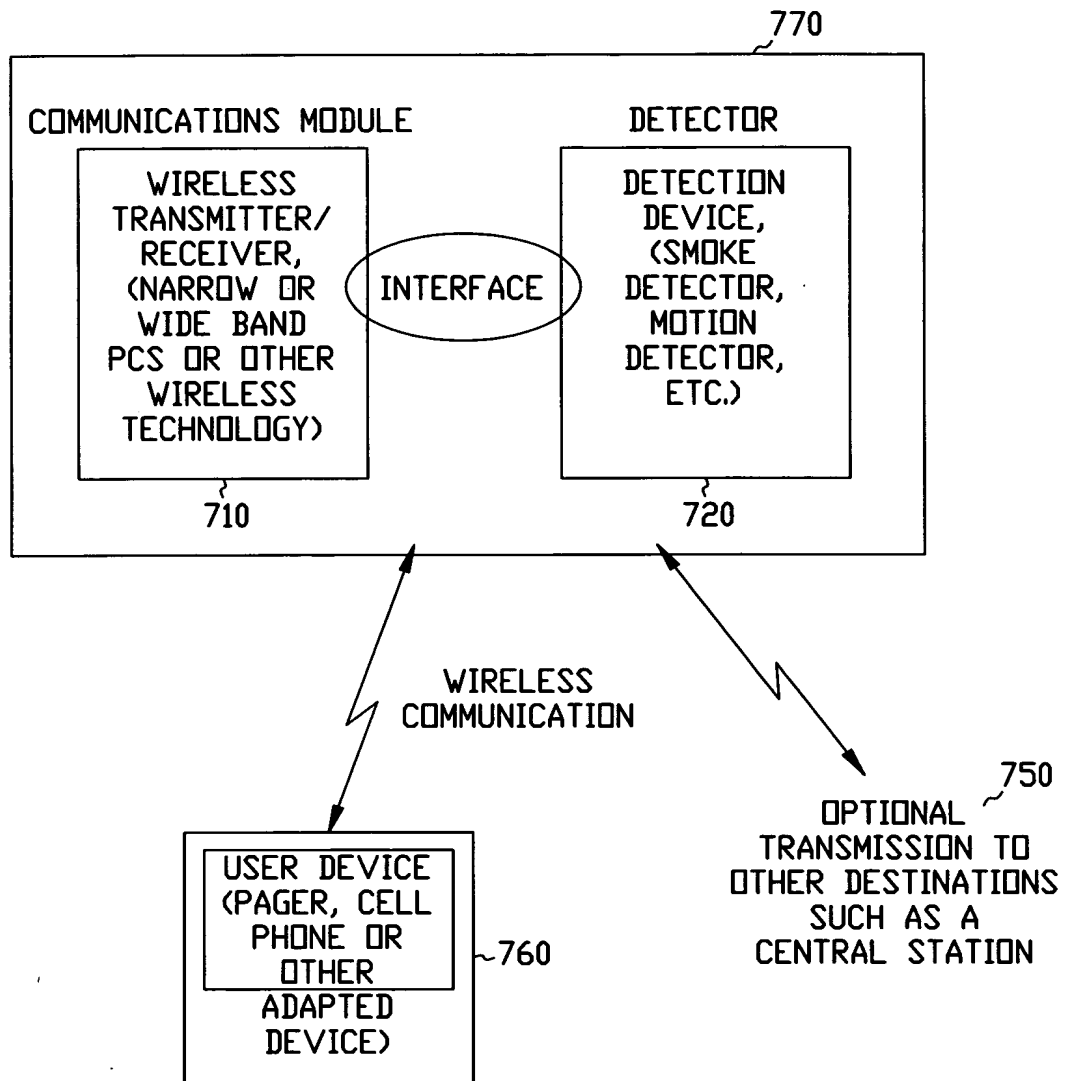 770
COMMUNICATIONS MODULE
WIRELESS
TRANSMITTER/
RECEIVER,
(NARROW OR
WIDE BAND
PCS OR OTHER
WIRELESS
TECHNOLOGY)
710
INTERFACE
DETECTOR
DETECTION
DEVICE,
(SMOKE
DETECTOR,
MOTION
DETECTOR,
ETC.)
720
WIRELESS
COMMUNICATION
750
OPTIONAL
TRANSMISSION TO
OTHER DESTINATIONS
SUCH AS A
CENTRAL STATION
USER DEVICE
(PAGER, CELL
PHONE OR
OTHER
ADAPTED
DEVICE)
760